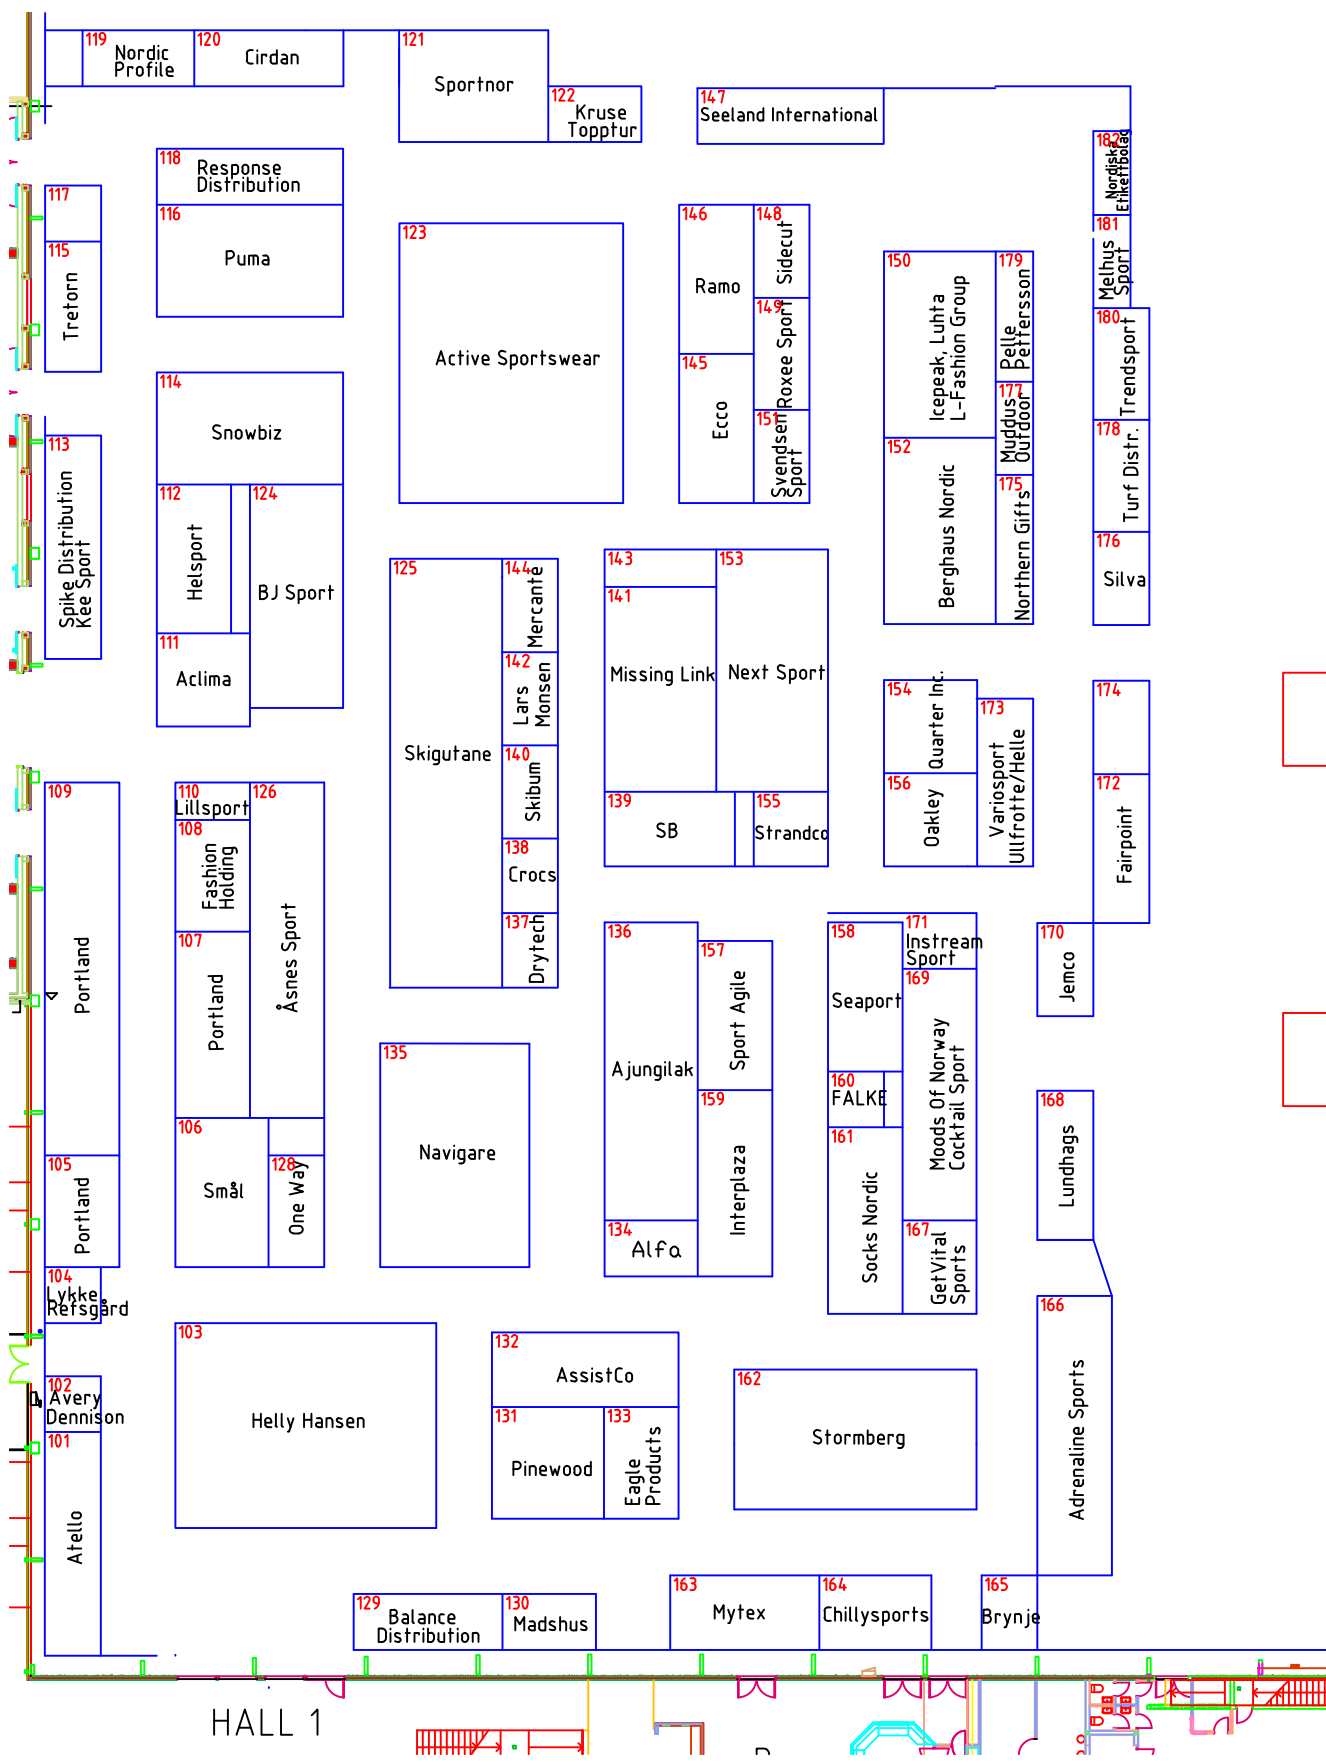 119
Nordic
Profile
120
Cirdan
121
Sportnor
122
Kruse
Topptur
147
Seeland International
182
Nordiska
Etikettbolag
118
Response
Distribution
117
116
Puma
115
Tretorn
123
Active Sportswear
146
Ramo
148
Sidecut
149
Roxee Sport
145
Ecco
151
Svendsen
Sport
150
Icepeak, Luhta
L-Fashion Group
179
Pelle
Pettersson
181
Melhus
Sport
180
Trendsport
177
Muddus
Outdoor
178
Turf Distr.
152
Berghaus Nordic
175
Northern Gifts
176
Silva
114
Snowbiz
113
Spike Distribution
Kee Sport
112
Helsport
124
BJ Sport
111
Aclima
125
Skigutane
144
Mercante
142
Lars
Monsen
140
Skibum
138
Crocs
137
Drytech
143
141
Missing Link
153
Next Sport
139
SB
155
Strandco
154
Quarter Inc.
173
Variosport
Ullfrotte/Helle
156
Oakley
174
172
Fairpoint
109
Portland
110
Lillsport
108
Fashion
Holding
126
Åsnes Sport
107
Portland
106
Smål
128
One Way
105
Portland
104
Lykke
Refsgård
135
Navigare
136
Ajungilak
157
Sport Agile
159
Interplaza
134
Alfa
158
Seaport
171
Instream
Sport
169
Moods Of Norway
Cocktail Sport
160
FALKE
161
Socks Nordic
167
GetVital
Sports
170
Jemco
168
Lundhags
166
Adrenaline Sports
103
Helly Hansen
102
Avery
Dennison
101
Atello
132
AssistCo
131
Pinewood
133
Eagle
Products
162
Stormberg
129
Balance
Distribution
130
Madshus
163
Mytex
164
Chillysports
165
Brynje
HALL 1